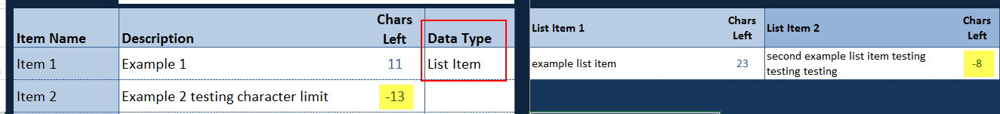 Item Name Description Chars Left Data Type List Item 1 Chars Left List Item 2 Chars Left
Item 1 Example 1 11 List Item example list item 23 second example list item testing testing testing -8
Item 2 Example 2 testing character limit -13